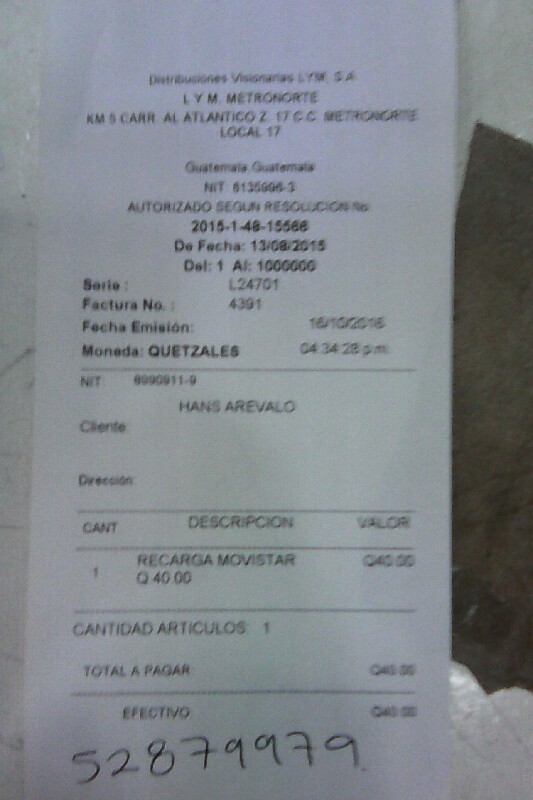 Distribuciones Visionarias LYM, S.A
L Y M, METRONORTE
KM 5 CARR. AL ATLANTICO Z. 17 C.C. METRONORTE
LOCAL 17
Guatemala, Guatemala
NIT: 6135996-3
AUTORIZADO SEGUN RESOLUCION No
2015-1-48-15566
De Fecha: 13/08/2015
Del: 1 Al: 1000000
Serie : L24701
Factura No. : 4391
Fecha Emisión: 16/10/2016
Moneda: QUETZALES 04:34:28 p.m.
NIT: 8990911-9
HANS AREVALO
Cliente:
Dirección:
CANT DESCRIPCION VALOR
1 RECARGA MOVISTAR Q40.00
Q 40.00
CANTIDAD ARTICULOS: 1
TOTAL A PAGAR: Q40.00
EFECTIVO: Q40.00
52879979